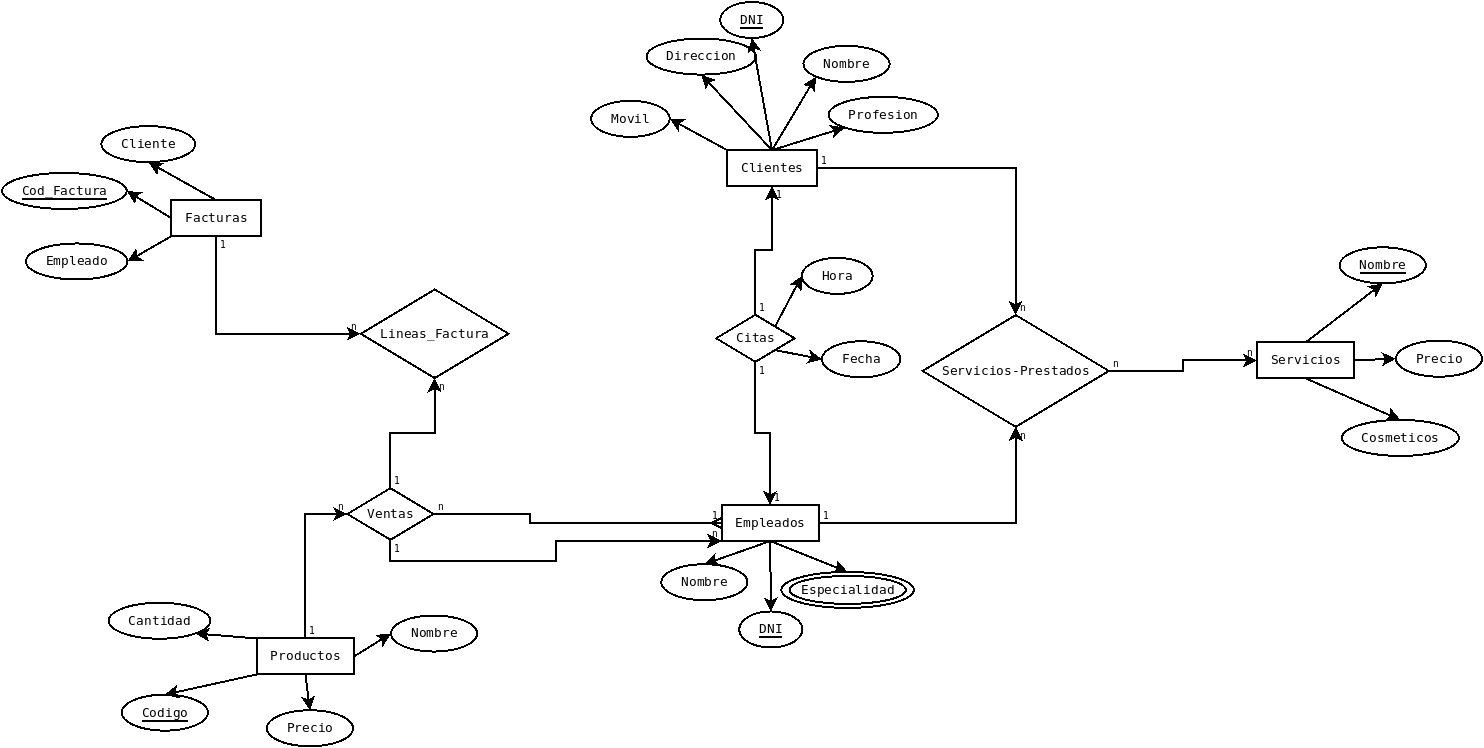 DNI
Direccion
Nombre
Profesion
Movil
Cliente
Clientes
1
1
Cod_Factura
Facturas
1
Empleado
Hora
Nombre
1
n
n
Lineas_Factura
Citas
Fecha
Servicios-Prestados
n
n
Servicios
Precio
1
n
n
Cosmeticos
1
1
n
Ventas
n
1
1
n
Empleados
1
Nombre
Especialidad
DNI
Cantidad
1
Nombre
Productos
Codigo
Precio